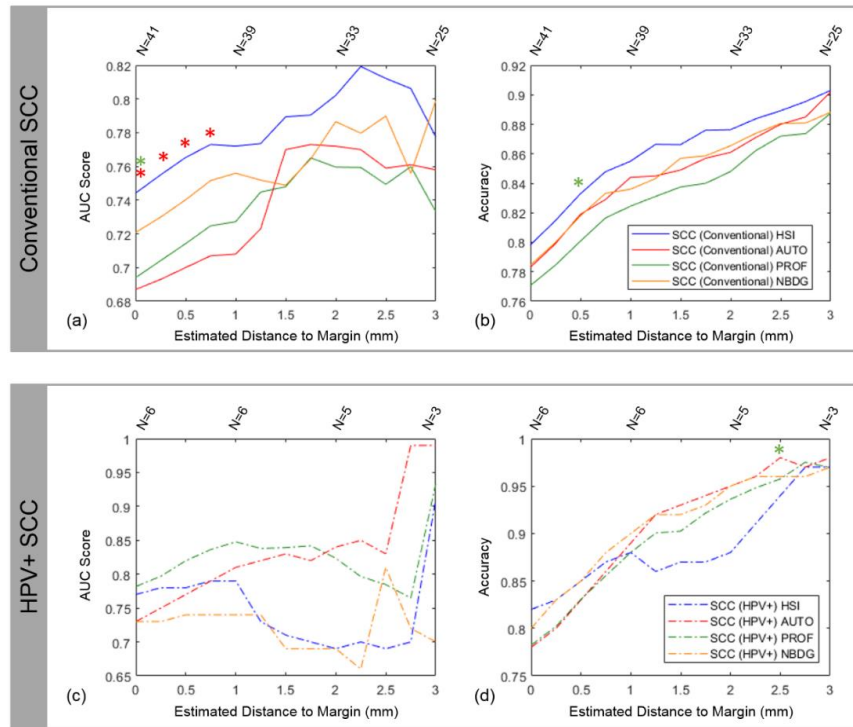 Conventional SCC
N=41
N=39
N=33
N=25
0.82
0.8
0.78
0.76
0.74
0.72
0.7
0.68
AUC Score
* * * * *
0 0.5 1 1.5 2 2.5 3
(a)
Estimated Distance to Margin (mm)
N=41
N=39
N=33
N=25
0.92
0.9
0.88
0.86
0.84
0.82
0.8
0.78
0.76
Accuracy
*
SCC (Conventional) HSI
SCC (Conventional) AUTO
SCC (Conventional) PROF
SCC (Conventional) NBDG
0 0.5 1 1.5 2 2.5 3
(b)
Estimated Distance to Margin (mm)
HPV+ SCC
N=6
N=6
N=5
N=3
1
0.95
0.9
0.85
0.8
0.75
0.7
0.65
AUC Score
0 0.5 1 1.5 2 2.5 3
(c)
Estimated Distance to Margin (mm)
N=6
N=6
N=5
N=3
1
0.95
0.9
0.85
0.8
0.75
Accuracy
*
SCC (HPV+) HSI
SCC (HPV+) AUTO
SCC (HPV+) PROF
SCC (HPV+) NBDG
0 0.5 1 1.5 2 2.5 3
(d)
Estimated Distance to Margin (mm)